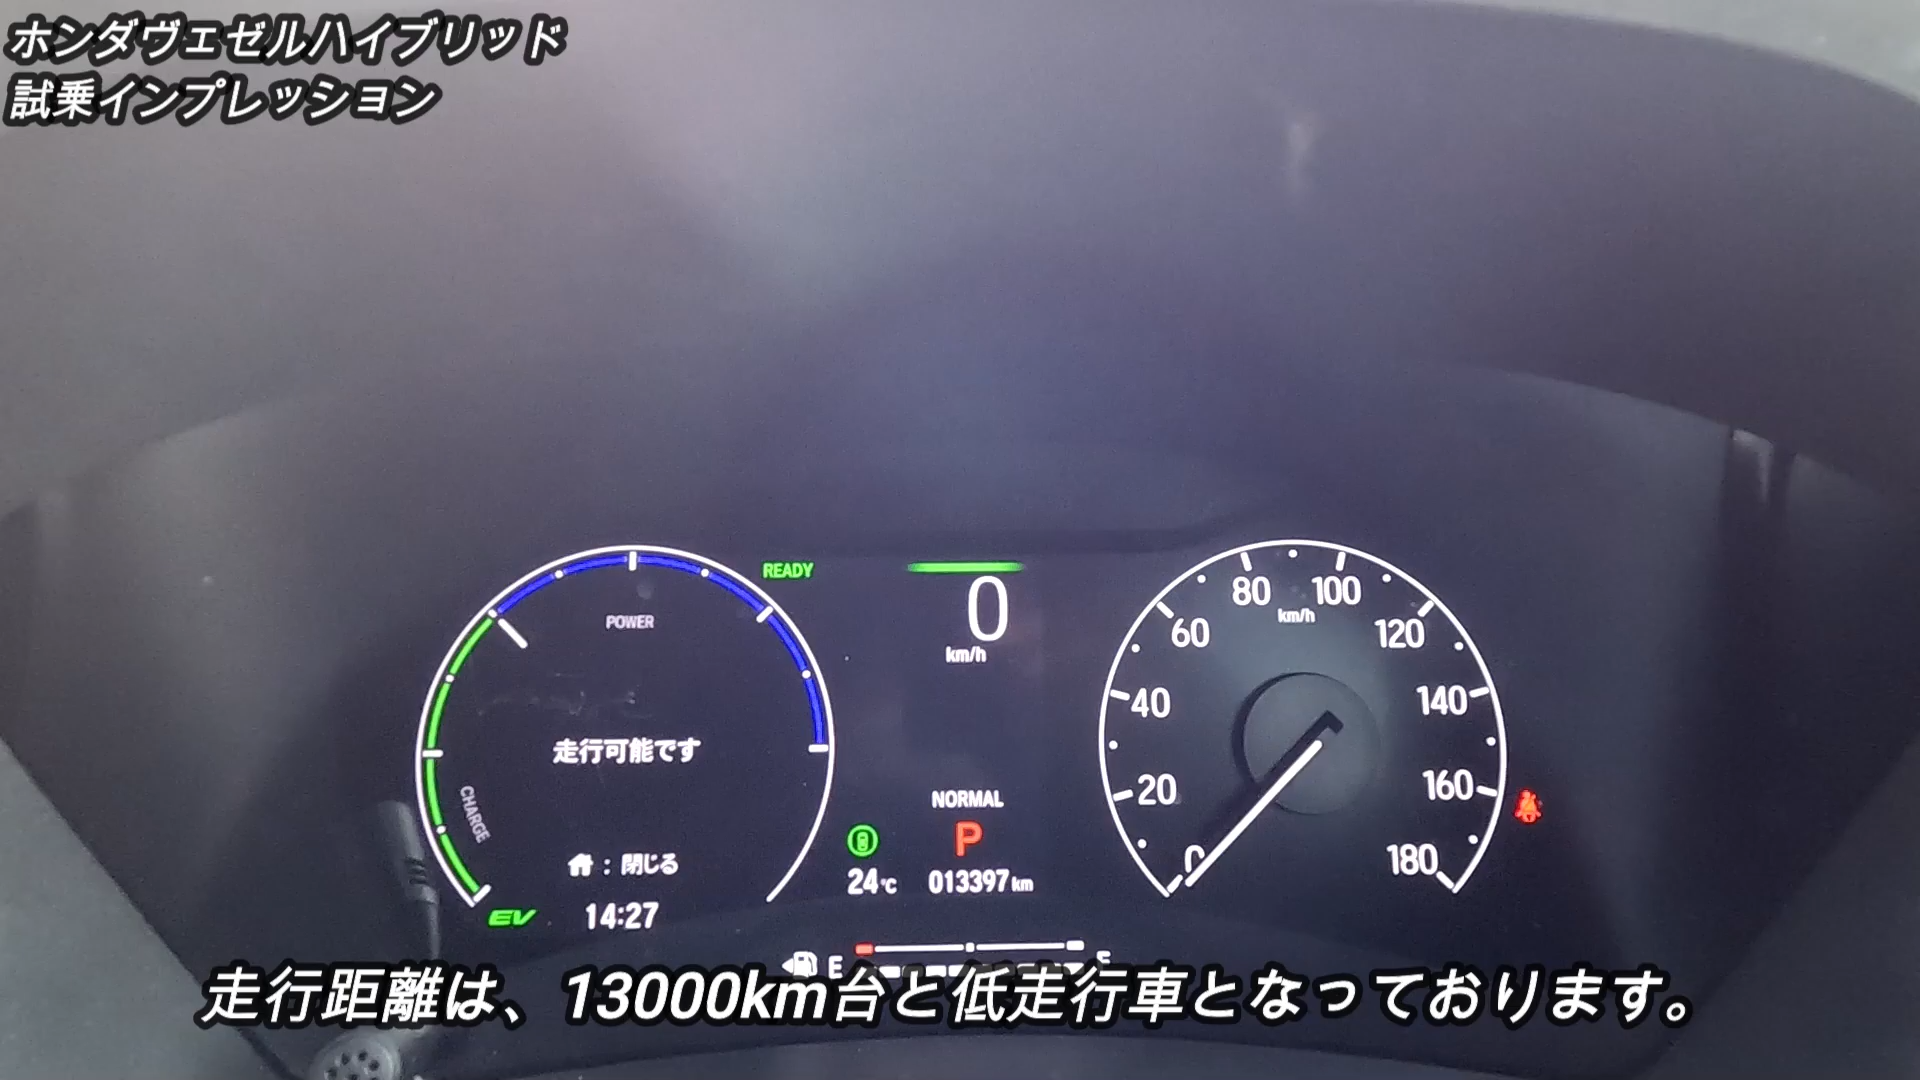 ホンダヴェゼルハイブリッド
試乗インプレッション
READY
0
km/h
POWER
走行可能です
CHARGE
: 閉じる
EV
14:27
NORMAL
P
24℃
013397km
E
F
0
20
40
60
80
100
120
140
160
180
km/h
走行距離は、13000km台と低走行車となっております。